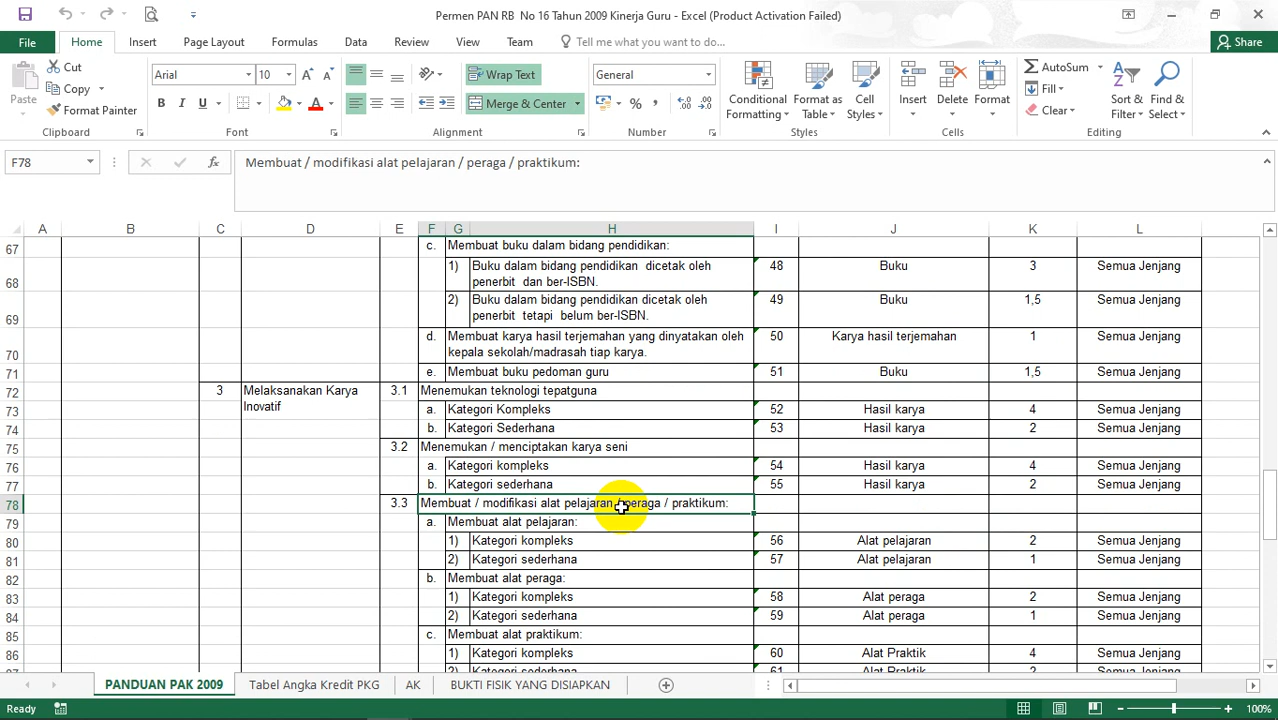 Permen PAN RB No 16 Tahun 2009 Kinerja Guru - Excel (Product Activation Failed)
File Home Insert Page Layout Formulas Data Review View Team Tell me what you want to do... Share
Cut
Copy
Format Painter
Paste
Clipboard
Arial 10
B I U
Font
Wrap Text
Merge & Center
Alignment
General
Number
Conditional Formatting
Format as Table
Cell Styles
Styles
Insert Delete Format
Cells
AutoSum
Fill
Clear
Sort & Filter
Find & Select
Editing
F78 fx Membuat / modifikasi alat pelajaran / peraga / praktikum:
A B C D E F G H I J K L
67 c. Membuat buku dalam bidang pendidikan:
68 1) Buku dalam bidang pendidikan dicetak oleh penerbit dan ber-ISBN. 48 Buku 3 Semua Jenjang
69 2) Buku dalam bidang pendidikan dicetak oleh penerbit tetapi belum ber-ISBN. 49 Buku 1,5 Semua Jenjang
70 d. Membuat karya hasil terjemahan yang dinyatakan oleh kepala sekolah/madrasah tiap karya. 50 Karya hasil terjemahan 1 Semua Jenjang
71 e. Membuat buku pedoman guru 51 Buku 1,5 Semua Jenjang
72 3 Melaksanakan Karya Inovatif 3.1 Menemukan teknologi tepatguna
73 a. Kategori Kompleks 52 Hasil karya 4 Semua Jenjang
74 b. Kategori Sederhana 53 Hasil karya 2 Semua Jenjang
75 3.2 Menemukan / menciptakan karya seni
76 a. Kategori kompleks 54 Hasil karya 4 Semua Jenjang
77 b. Kategori sederhana 55 Hasil karya 2 Semua Jenjang
78 3.3 Membuat / modifikasi alat pelajaran / peraga / praktikum:
79 a. Membuat alat pelajaran:
80 1) Kategori kompleks 56 Alat pelajaran 2 Semua Jenjang
81 2) Kategori sederhana 57 Alat pelajaran 1 Semua Jenjang
82 b. Membuat alat peraga:
83 1) Kategori kompleks 58 Alat peraga 2 Semua Jenjang
84 2) Kategori sederhana 59 Alat peraga 1 Semua Jenjang
85 c. Membuat alat praktikum:
86 1) Kategori kompleks 60 Alat Praktik 4 Semua Jenjang
87 2) Kategori sederhana 61 Alat Praktik 2 Semua Jenjang
PANDUAN PAK 2009 Tabel Angka Kredit PKG AK BUKTI FISIK YANG DISIAPKAN
Ready 100%